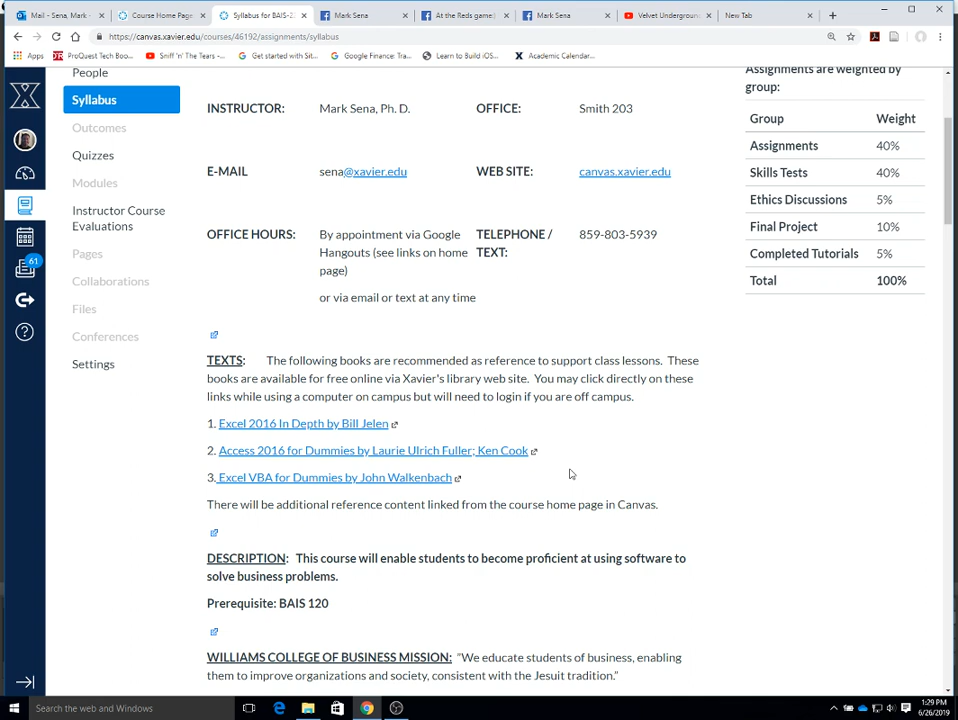 Mail - Sena, Mark -
Course Home Page
Syllabus for BAIS-2
Mark Sena
At the Reds game:
Mark Sena
Velvet Underground
New Tab
https://canvas.xavier.edu/courses/46192/assignments/syllabus
Apps
ProQuest Tech Boo...
Sniff 'n' The Tears -...
Get started with Sit...
Google Finance: Tra...
Learn to Build iOS...
Academic Calendar...
People
Syllabus
Outcomes
Quizzes
Modules
Instructor Course
Evaluations
Pages
Collaborations
Files
Conferences
Settings
61
INSTRUCTOR: Mark Sena, Ph. D. OFFICE: Smith 203
E-MAIL sena@xavier.edu WEB SITE: canvas.xavier.edu
OFFICE HOURS: By appointment via Google TELEPHONE / 859-803-5939
Hangouts (see links on home TEXT:
page)
or via email or text at any time
TEXTS: The following books are recommended as reference to support class lessons. These
books are available for free online via Xavier's library web site. You may click directly on these
links while using a computer on campus but will need to login if you are off campus.
1. Excel 2016 In Depth by Bill Jelen
2. Access 2016 for Dummies by Laurie Ulrich Fuller; Ken Cook
3. Excel VBA for Dummies by John Walkenbach
There will be additional reference content linked from the course home page in Canvas.
DESCRIPTION: This course will enable students to become proficient at using software to
solve business problems.
Prerequisite: BAIS 120
WILLIAMS COLLEGE OF BUSINESS MISSION: "We educate students of business, enabling
them to improve organizations and society, consistent with the Jesuit tradition."
Assignments are weighted by
group:
Group Weight
Assignments 40%
Skills Tests 40%
Ethics Discussions 5%
Final Project 10%
Completed Tutorials 5%
Total 100%
Search the web and Windows
1:29 PM
6/26/2019